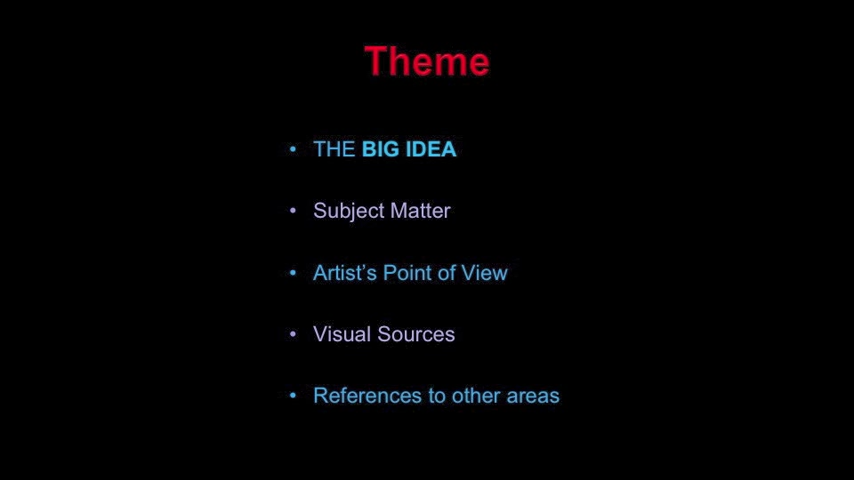 Theme
• THE BIG IDEA
• Subject Matter
• Artist’s Point of View
• Visual Sources
• References to other areas